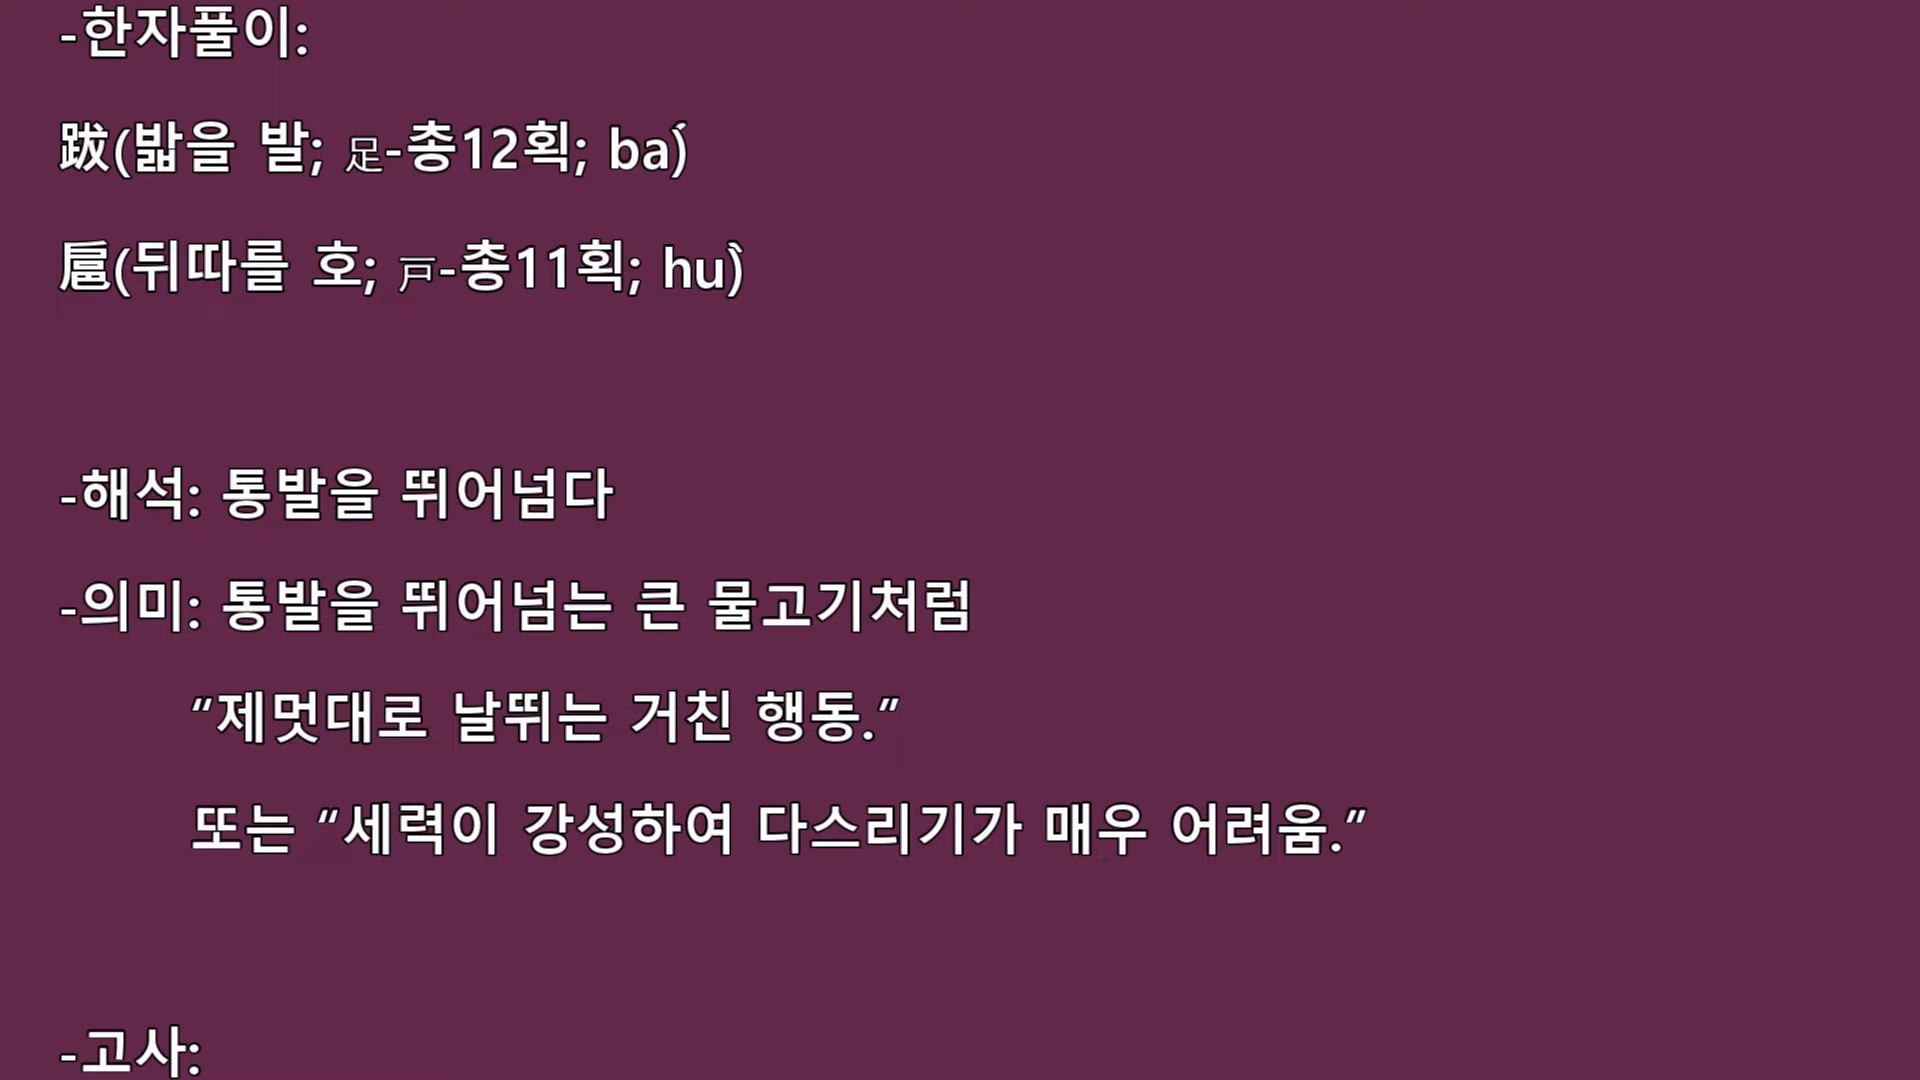 -한자풀이:
跋(밟을 발; 足-총12획; bá)
扈(뒤따를 호; 戸-총11획; hù)
-해석: 통발을 뛰어넘다
-의미: 통발을 뛰어넘는 큰 물고기처럼
“제멋대로 날뛰는 거친 행동.”
또는 “세력이 강성하여 다스리기가 매우 어려움.”
-고사: